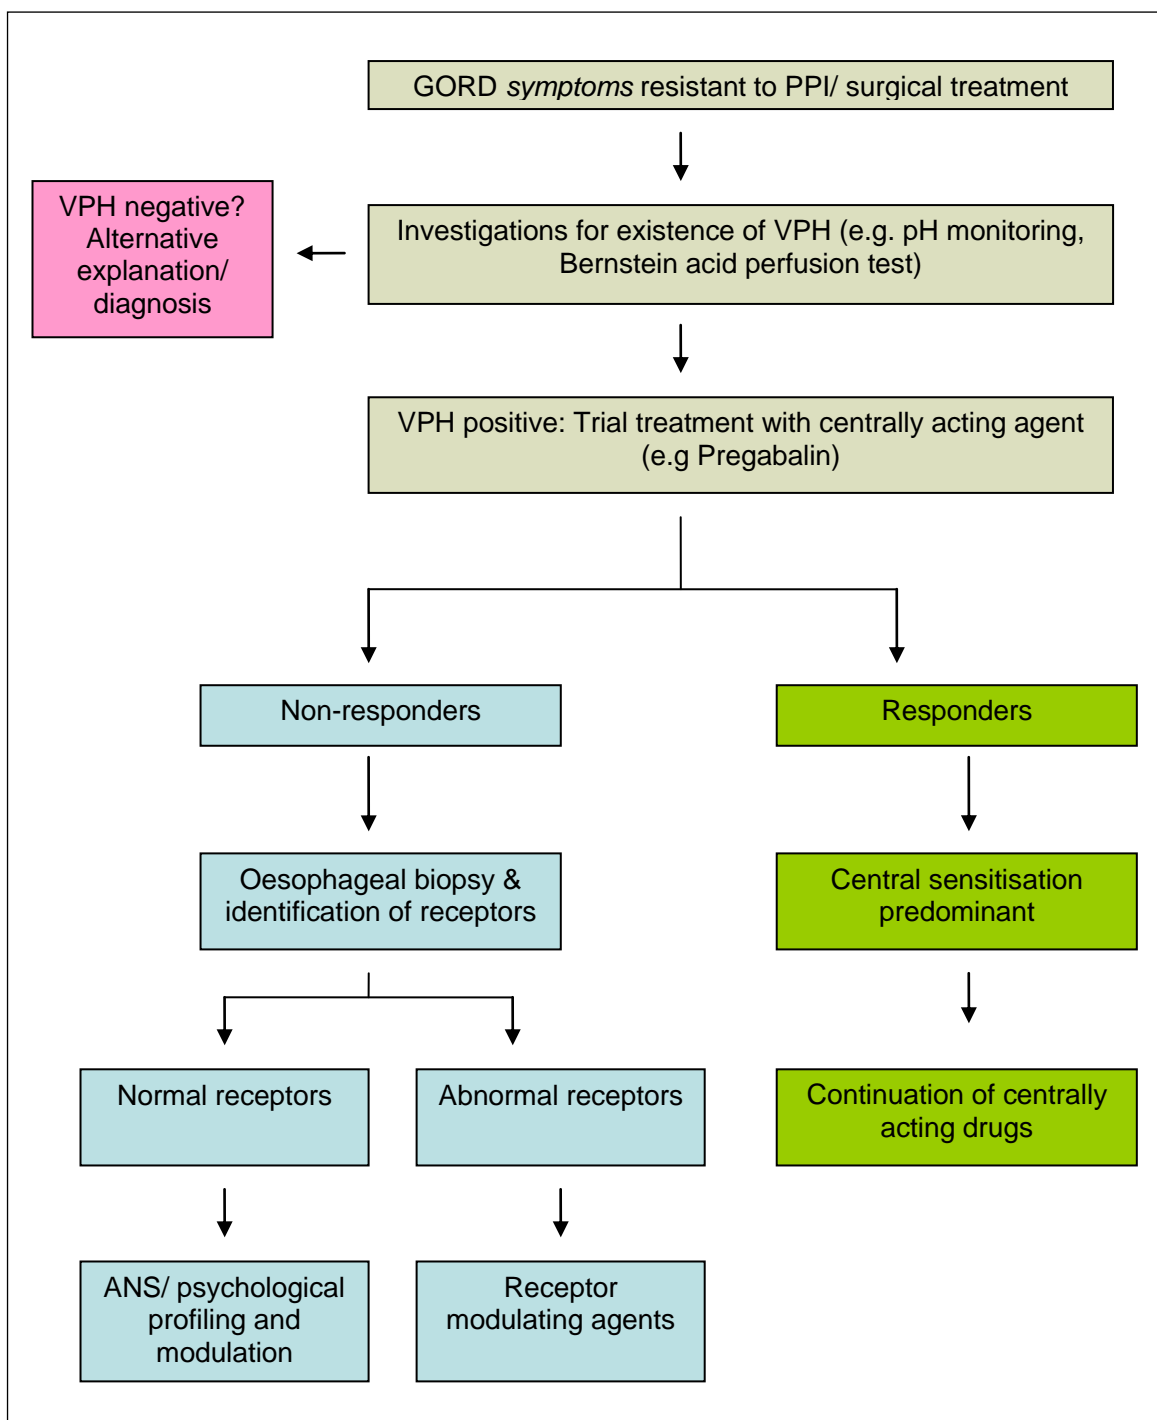 GORD symptoms resistant to PPI/ surgical treatment
VPH negative?
Alternative
explanation/
diagnosis
Investigations for existence of VPH (e.g. pH monitoring,
Bernstein acid perfusion test)
VPH positive: Trial treatment with centrally acting agent
(e.g Pregabalin)
Non-responders
Responders
Oesophageal biopsy &
identification of receptors
Central sensitisation
predominant
Normal receptors
Abnormal receptors
Continuation of centrally
acting drugs
ANS/ psychological
profiling and
modulation
Receptor
modulating agents